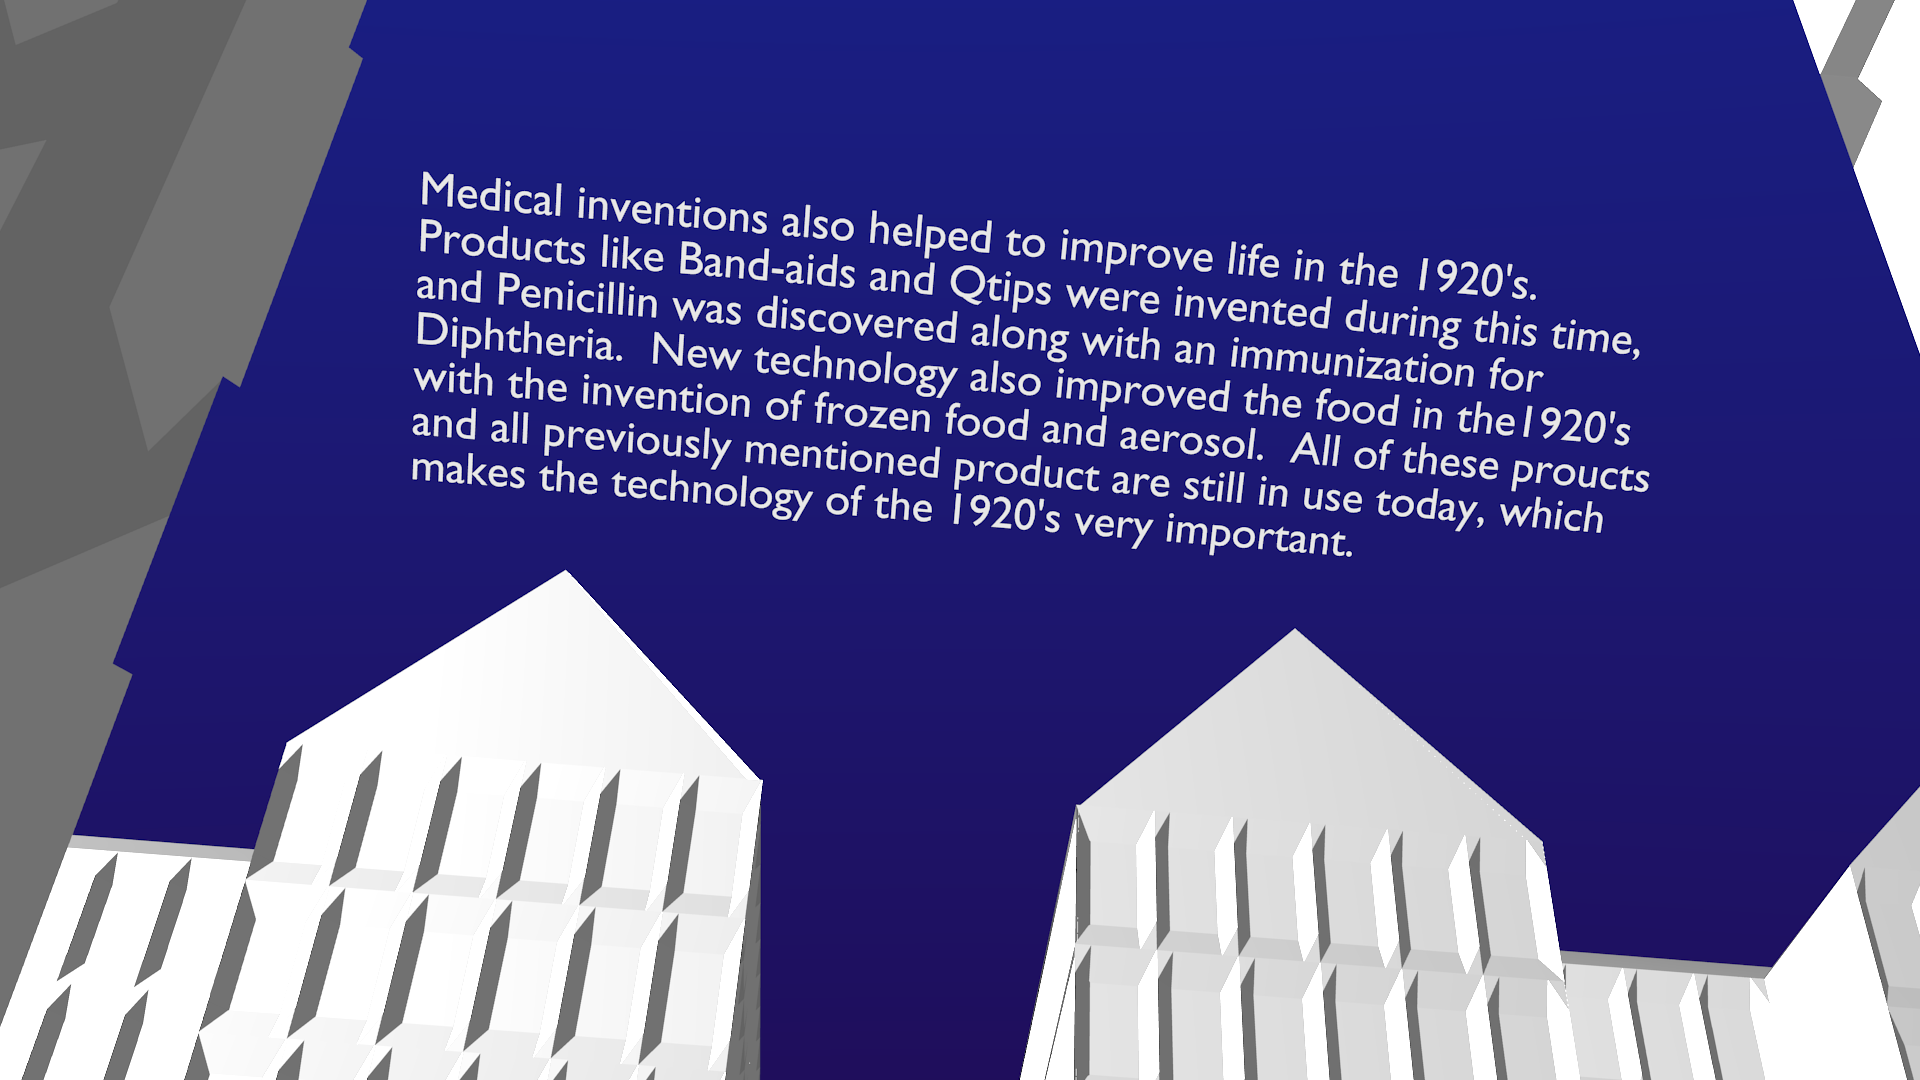 Medical inventions also helped to improve life in the 1920's.
Products like Band-aids and Qtips were invented during this time,
and Penicillin was discovered along with an immunization for
Diphtheria.  New technology also improved the food in the1920's
with the invention of frozen food and aerosol.  All of these proucts
and all previously mentioned product are still in use today, which
makes the technology of the 1920's very important.